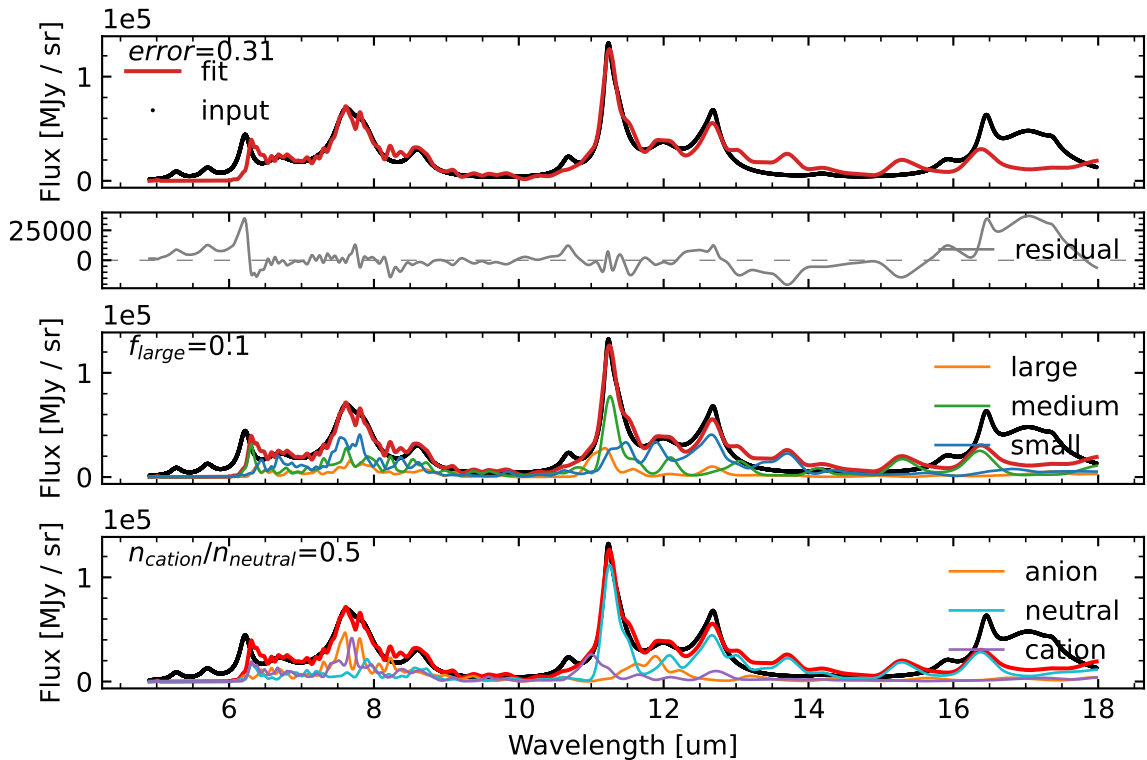 1e5
error=0.31
fit
input
Flux [MJy / sr]
1
0
25000
0
residual
1e5
f_large=0.1
large
medium
small
Flux [MJy / sr]
1
0
1e5
n_cation/n_neutral=0.5
anion
neutral
cation
Flux [MJy / sr]
1
0
6 8 10 12 14 16 18
Wavelength [um]